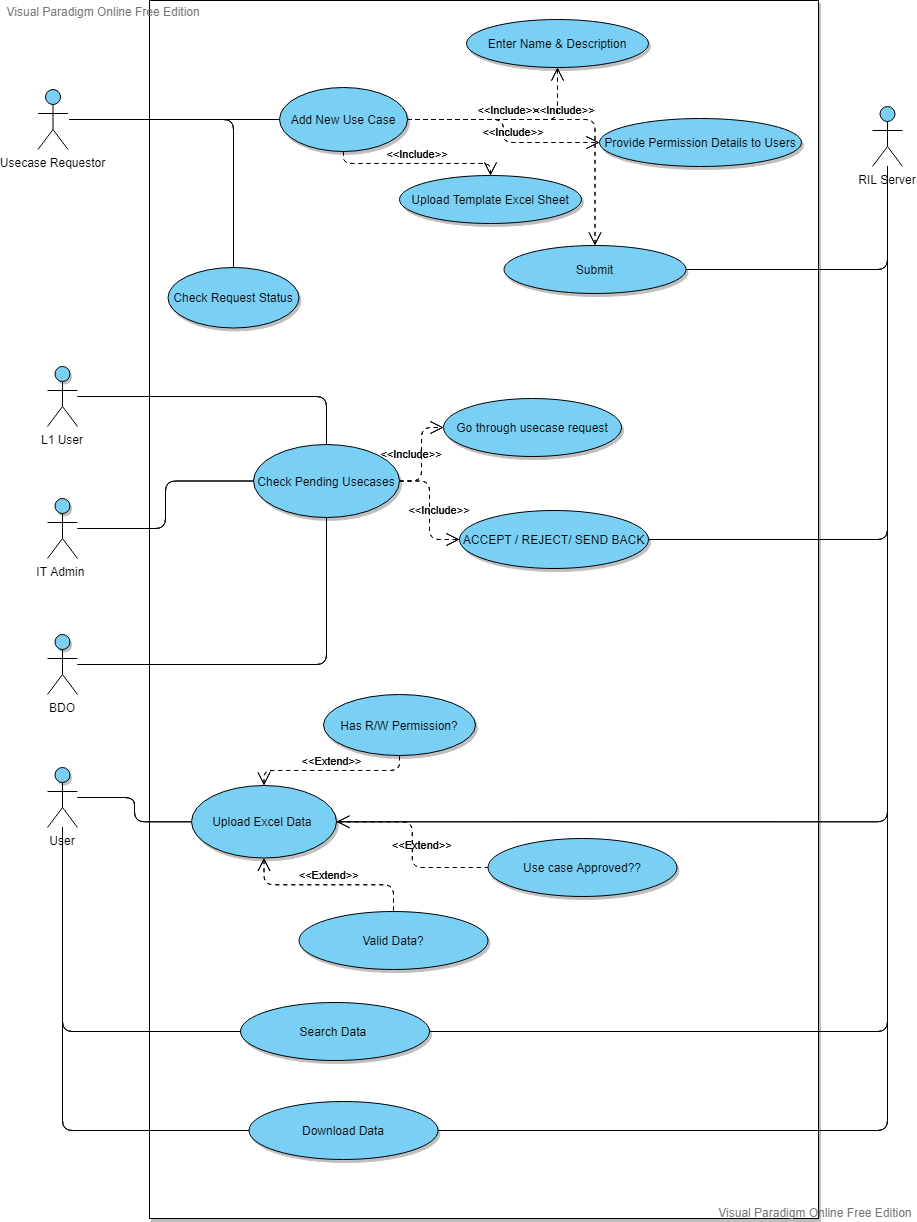 Visual Paradigm Online Free Edition
Enter Name & Description
<<Include>>
<<Include>>
Add New Use Case
<<Include>>
Provide Permission Details to Users
Usecase Requestor
<<Include>>
RIL Server
Upload Template Excel Sheet
Submit
Check Request Status
L1 User
Go through usecase request
<<Include>>
Check Pending Usecases
<<Include>>
ACCEPT / REJECT/ SEND BACK
IT Admin
BDO
Has R/W Permission?
<<Extend>>
Upload Excel Data
User
<<Extend>>
Use case Approved??
<<Extend>>
Valid Data?
Search Data
Download Data
Visual Paradigm Online Free Edition